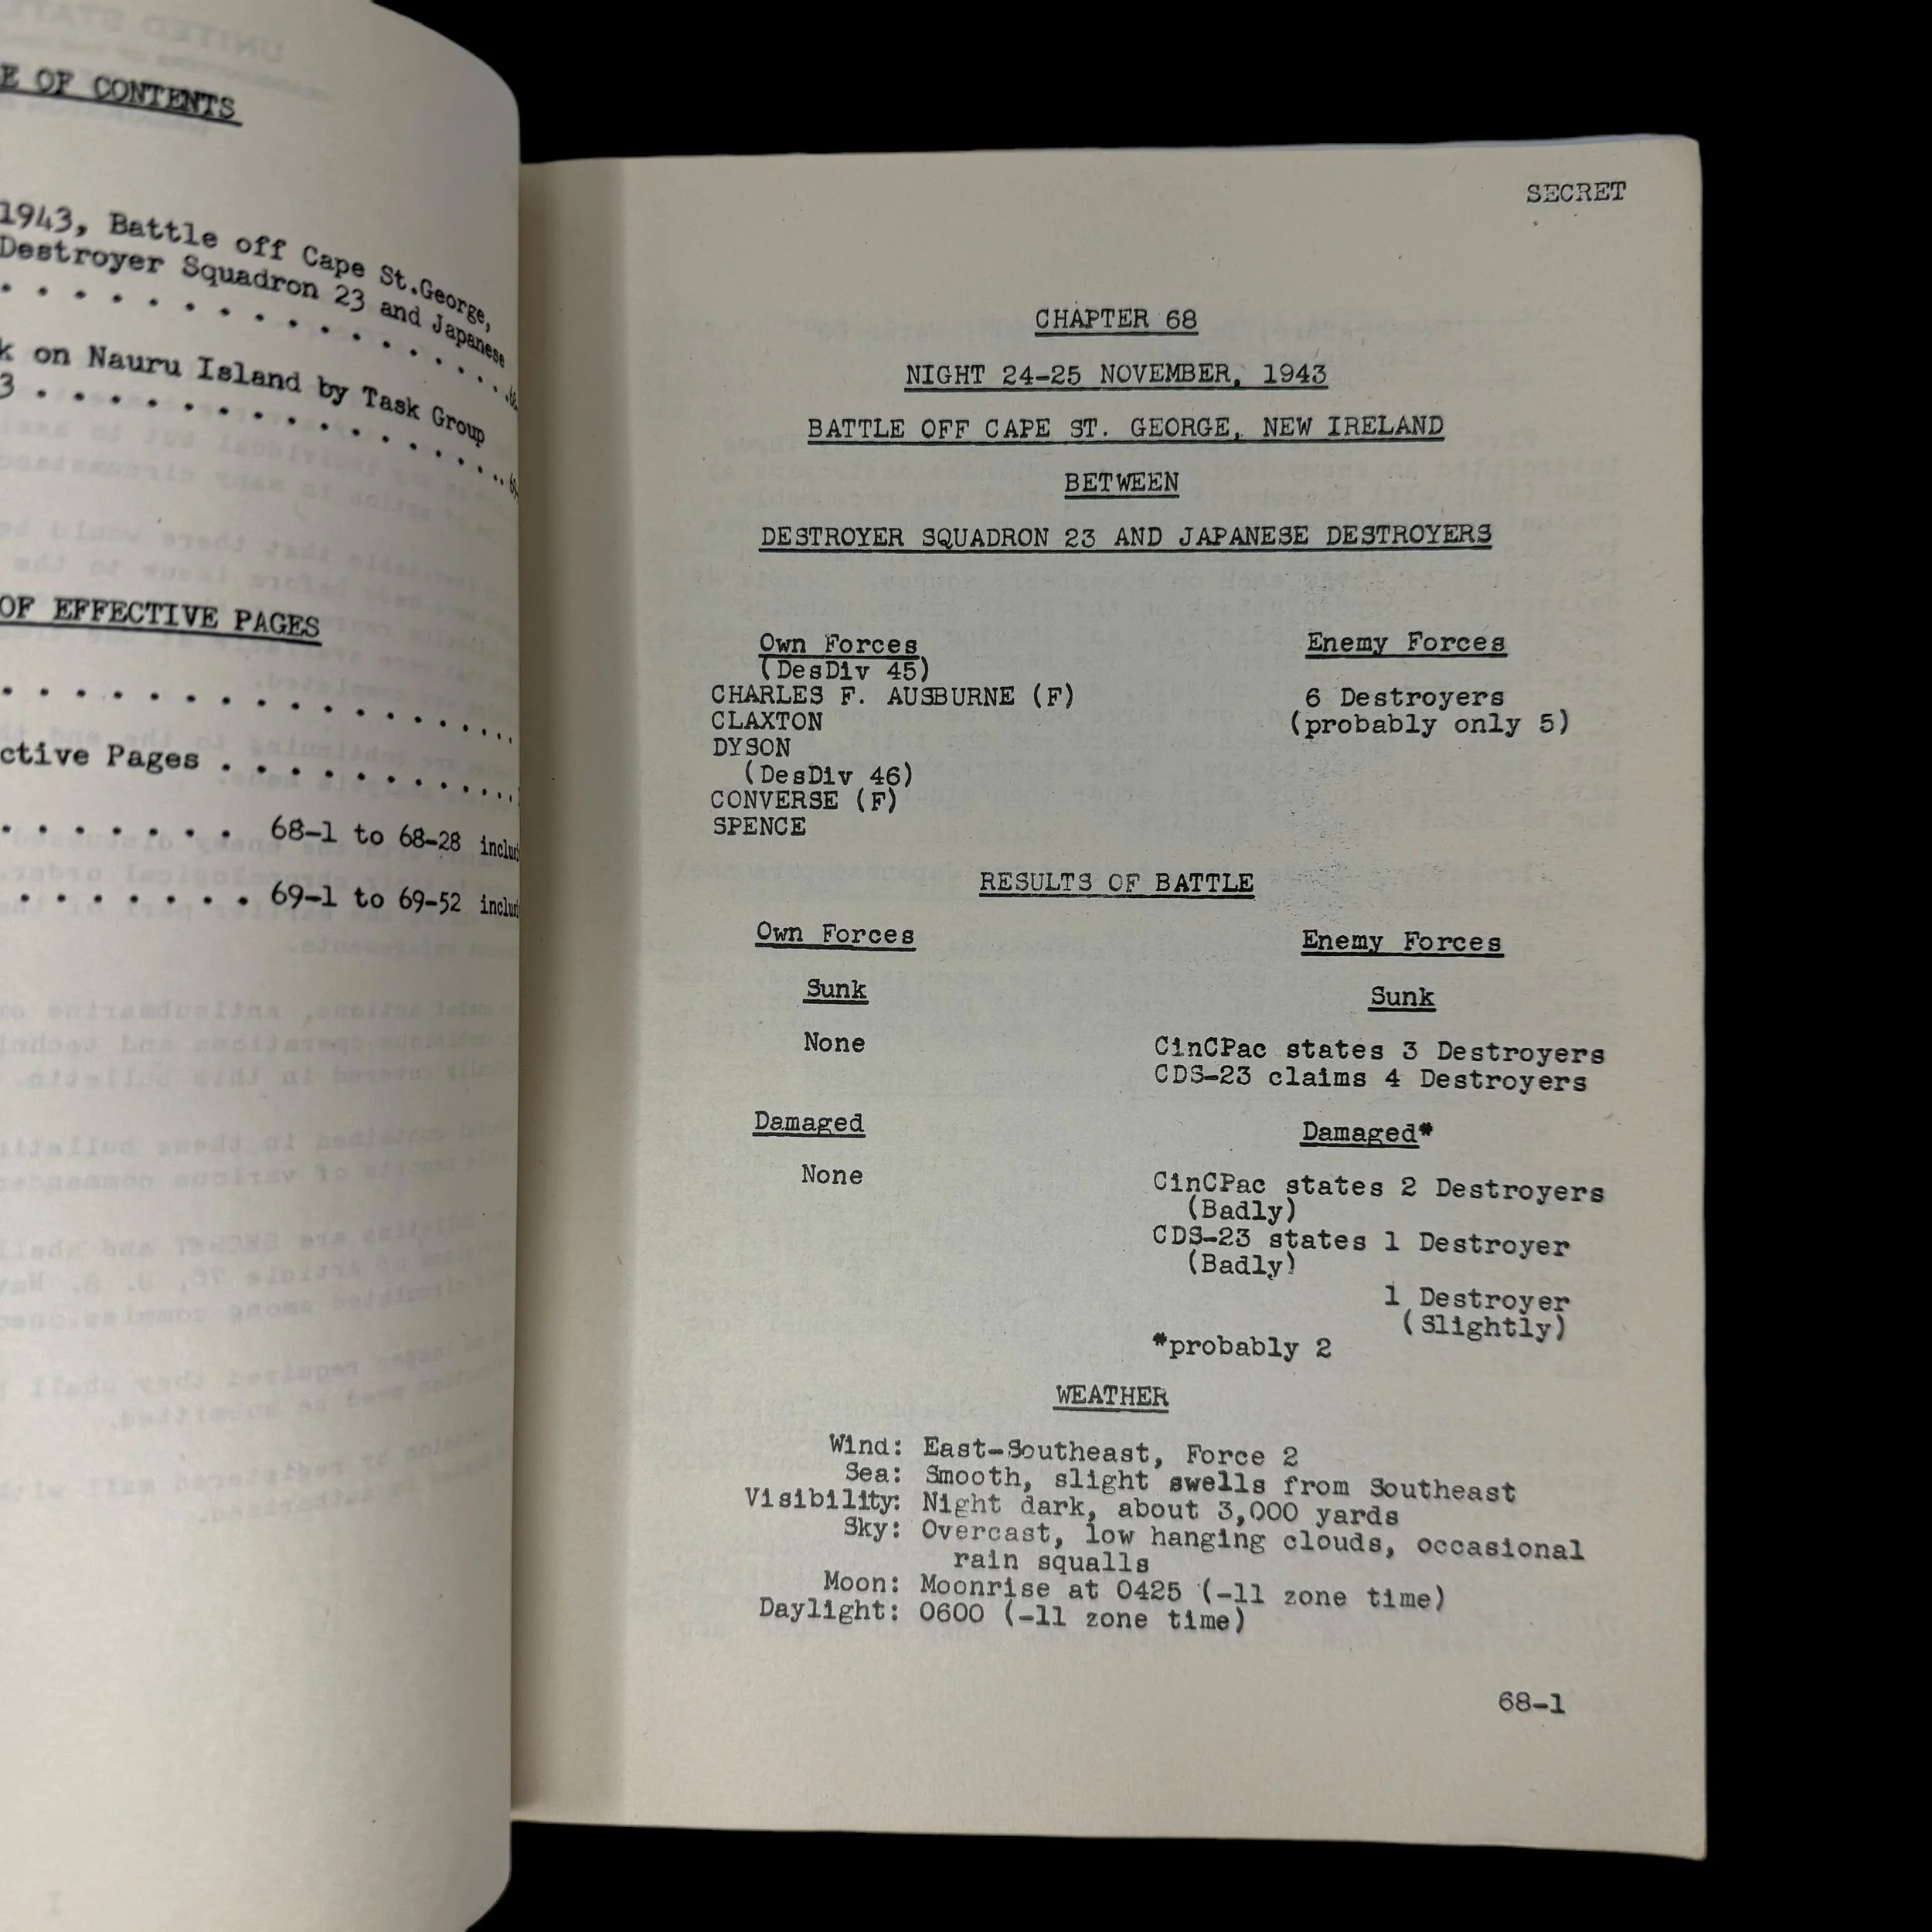 E OF CONTENTS
1943, Battle off Cape St.George,
Destroyer Squadron 23 and Japanese
. . . . . . . . . . . . . . . .
k on Nauru Island by Task Group
3 . . . . . . . . . . . . . . .
OF EFFECTIVE PAGES
. . . . . . . . . . . . . . .
ctive Pages . . . . . . . . . .
. . . . . . . 68-1 to 68-28
. . . . . . . 69-1 to 69-52
SECRET
CHAPTER 68
NIGHT 24-25 NOVEMBER, 1943
BATTLE OFF CAPE ST. GEORGE, NEW IRELAND
BETWEEN
DESTROYER SQUADRON 23 AND JAPANESE DESTROYERS
Own Forces Enemy Forces
(DesDiv 45)
CHARLES F. AUSBURNE (F) 6 Destroyers
CLAXTON (probably only 5)
DYSON
(DesDiv 46)
CONVERSE (F)
SPENCE
RESULTS OF BATTLE
Own Forces Enemy Forces
Sunk Sunk
None CinCPac states 3 Destroyers
CDS-23 claims 4 Destroyers
Damaged Damaged*
None CinCPac states 2 Destroyers
(Badly)
CDS-23 states 1 Destroyer
(Badly)
1 Destroyer
(Slightly)
*probably 2
WEATHER
Wind: East-Southeast, Force 2
Sea: Smooth, slight swells from Southeast
Visibility: Night dark, about 3,000 yards
Sky: Overcast, low hanging clouds, occasional
rain squalls
Moon: Moonrise at 0425 (-11 zone time)
Daylight: 0600 (-11 zone time)
68-1